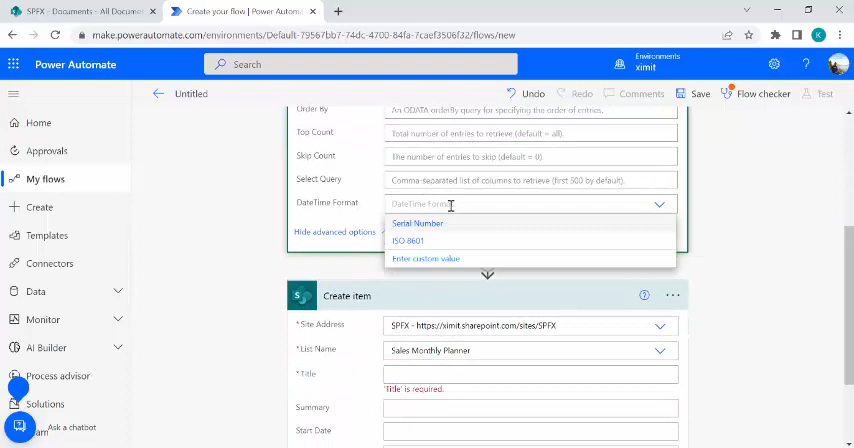 SPFX - Documents - All Documents
Create your flow | Power Automate
make.powerautomate.com/environments/Default-79567bb7-174c-4700-84fa-7caef3506f32/flows/new
K
Power Automate
Search
Environments
ximit
Untitled
Undo
Redo
Comments
Save
Flow checker
Test
Home
Approvals
My flows
Create
Templates
Connectors
Data
Monitor
AI Builder
Process advisor
Solutions
Ask a chatbot
Order By
An ODATA orderBy query for specifying the order of entries.
Top Count
Total number of entries to retrieve (default = all).
Skip Count
The number of entries to skip (default = 0).
Select Query
Comma-separated list of columns to retrieve (first 500 by default).
DateTime Format
DateTime Format.
Serial Number
ISO 8601
Enter custom value
Hide advanced options
Create item
* Site Address
SPFX - https://ximit.sharepoint.com/sites/SPFX
* List Name
Sales Monthly Planner
* Title
'Title' is required.
Summary
Start Date